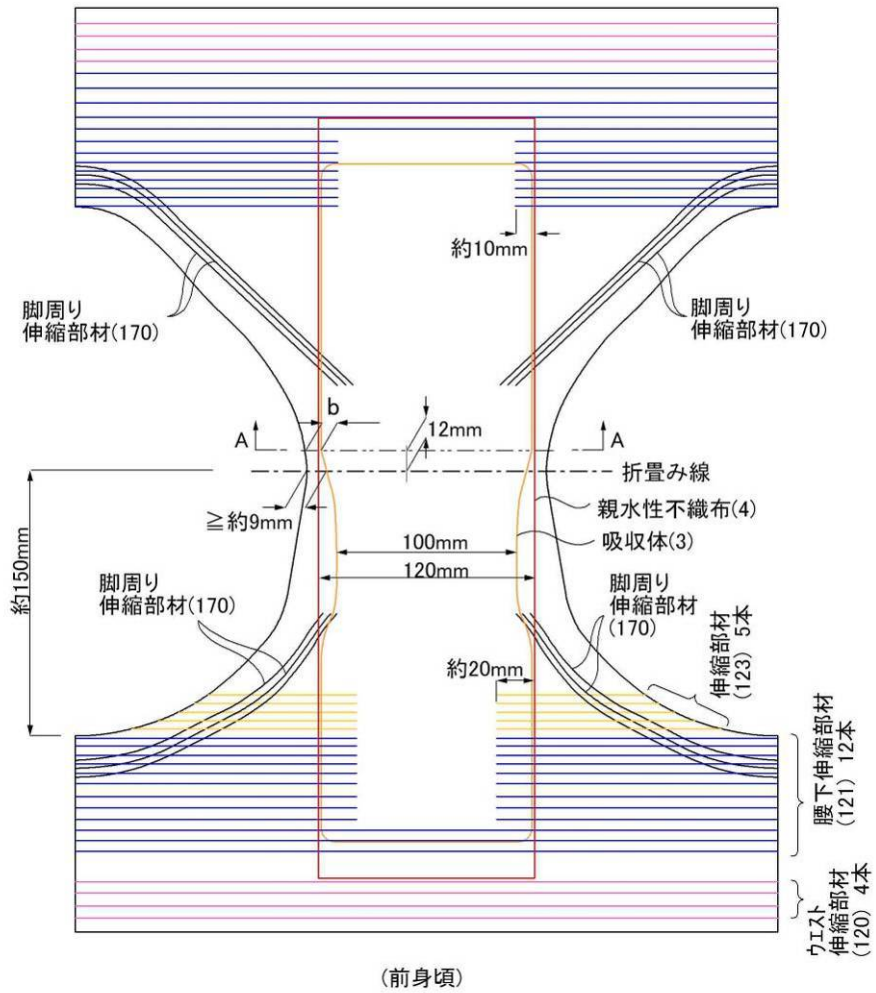 約10mm
脚周り
伸縮部材(170)
脚周り
伸縮部材(170)
b
12mm
A
A
折畳み線
≧約9mm
親水性不織布(4)
吸収体(3)
100mm
120mm
約150mm
脚周り
伸縮部材(170)
脚周り
伸縮部材
(170)
約20mm
伸縮部材
(123) 5本
腰下伸縮部材
(121) 12本
ウエスト
伸縮部材
(120) 4本
(前身頃)